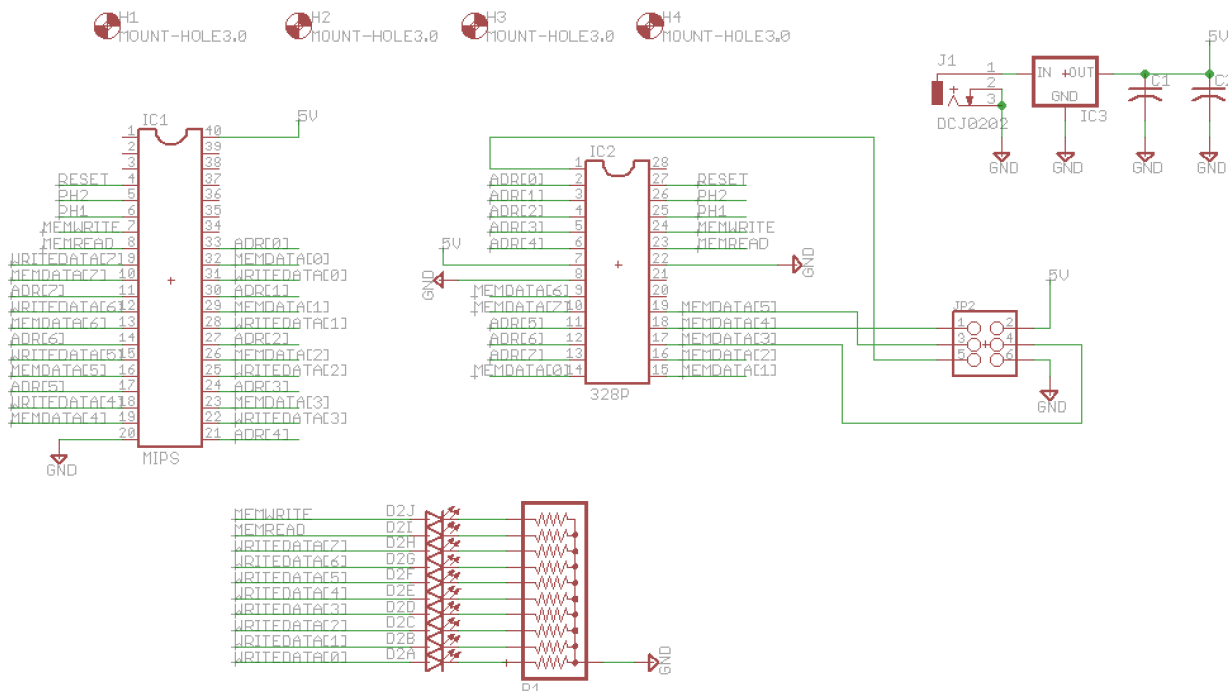 H1
MOUNT-HOLE3.0
H2
MOUNT-HOLE3.0
H3
MOUNT-HOLE3.0
H4
MOUNT-HOLE3.0
J1
1
2
3
DCJ0202
IN +OUT
GND
IC3
5V
C1
GND
GND
GND
GND
IC1
5V
1 40
2 39
3 38
RESET 4 37
PH2 5 36
PH1 6 35
MEMWRITE 7 34
MEMREAD 8 33 ADR[0]
WRITEDATA[7] 9 32 MEMDATA[0]
MEMDATA[7] 10 31 WRITEDATA[0]
ADR[7] 11 30 ADR[1]
WRITEDATA[6] 12 29 MEMDATA[1]
MEMDATA[6] 13 28 WRITEDATA[1]
ADR[6] 14 27 ADR[2]
WRITEDATA[5] 15 26 MEMDATA[2]
MEMDATA[5] 16 25 WRITEDATA[2]
ADR[5] 17 24 ADR[3]
WRITEDATA[4] 18 23 MEMDATA[3]
MEMDATA[4] 19 22 WRITEDATA[3]
20 21 ADR[4]
GND
MIPS
IC2
1 28
ADR[0] 2 27 RESET
ADR[1] 3 26 PH2
ADR[2] 4 25 PH1
ADR[3] 5 24 MEMWRITE
ADR[4] 6 23 MEMREAD
5V 7 22 GND
GND 8 21
MEMDATA[6] 9 20
MEMDATA[7] 10 19 MEMDATA[5]
ADR[5] 11 18 MEMDATA[4]
ADR[6] 12 17 MEMDATA[3]
ADR[7] 13 16 MEMDATA[2]
MEMDATA[0] 14 15 MEMDATA[1]
328P
5V
JP2
1 2
3 4
5 6
GND
MEMWRITE D2J
MEMREAD D2I
WRITEDATA[7] D2H
WRITEDATA[6] D2G
WRITEDATA[5] D2F
WRITEDATA[4] D2E
WRITEDATA[3] D2D
WRITEDATA[2] D2C
WRITEDATA[1] D2B
WRITEDATA[0] D2A
GND